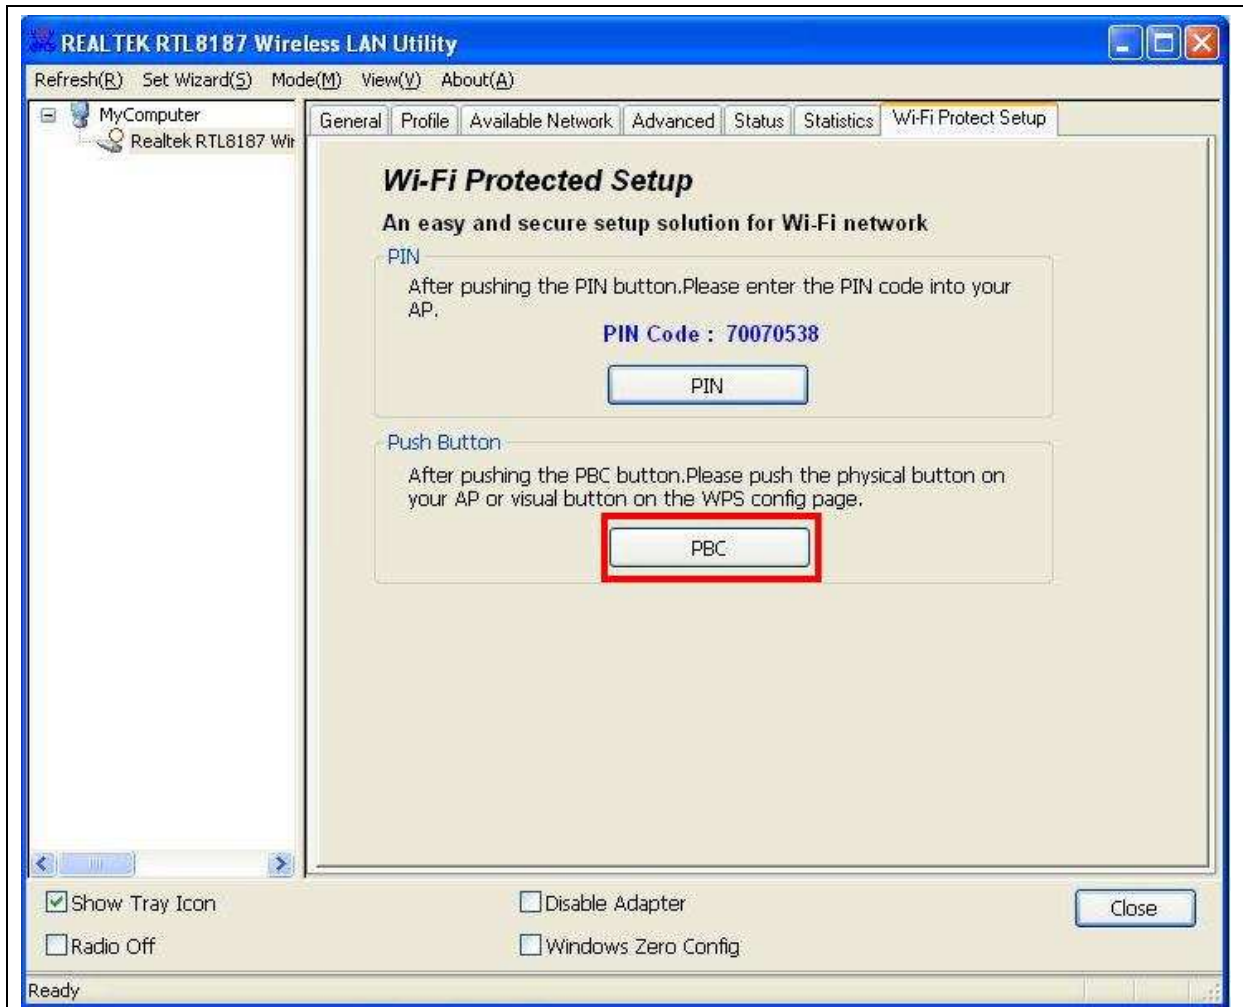 REALTEK RTL8187 Wireless LAN Utility
Refresh(R) Set Wizard(S) Mode(M) View(V) About(A)
MyComputer
Realtek RTL8187 Wir
General Profile Available Network Advanced Status Statistics Wi-Fi Protect Setup
Wi-Fi Protected Setup
An easy and secure setup solution for Wi-Fi network
PIN
After pushing the PIN button.Please enter the PIN code into your
AP.
PIN Code : 70070538
PIN
Push Button
After pushing the PBC button.Please push the physical button on
your AP or visual button on the WPS config page.
PBC
Show Tray Icon Disable Adapter Close
Radio Off Windows Zero Config
Ready